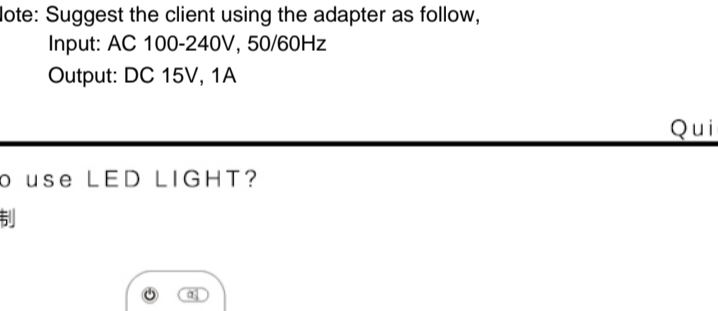 lote: Suggest the client using the adapter as follow,
Input: AC 100-240V, 50/60Hz
Output: DC 15V, 1A
Qui
o use LED LIGHT?
制